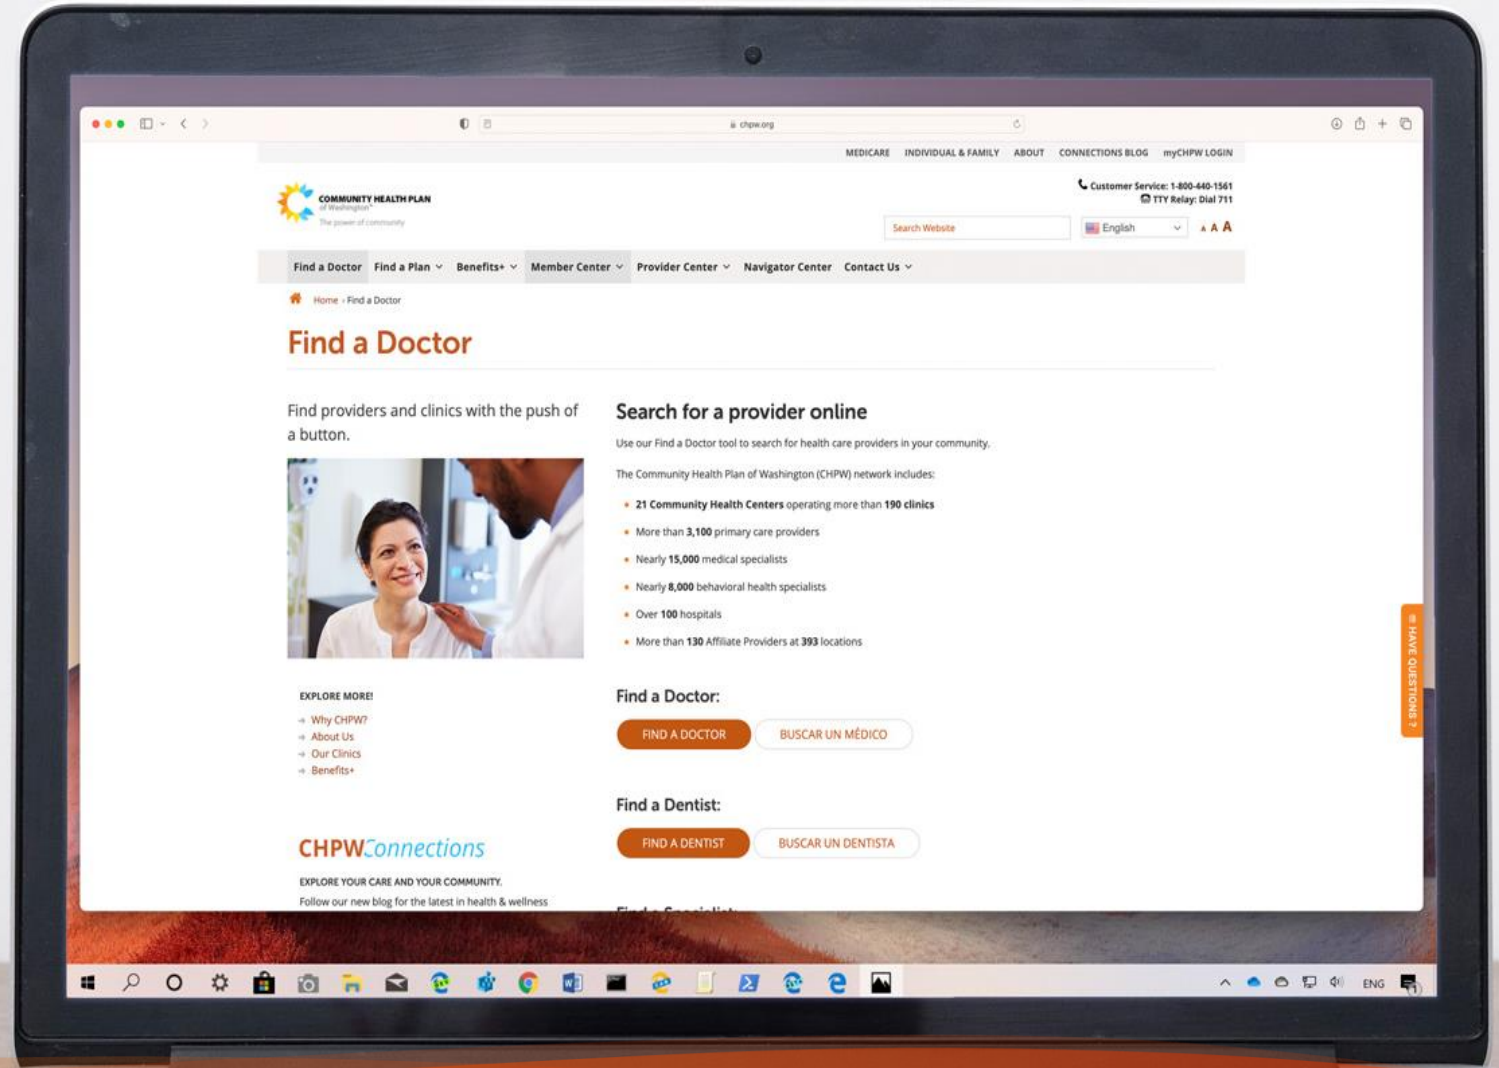 chpw.org
MEDICARE INDIVIDUAL & FAMILY ABOUT CONNECTIONS BLOG myCHPW LOGIN
COMMUNITY HEALTH PLAN
of Washington™
The power of community
Customer Service: 1-800-440-1561
TTY Relay: Dial 711
Search Website
English
A A A
Find a Doctor Find a Plan Benefits+ Member Center Provider Center Navigator Center Contact Us
Home › Find a Doctor
Find a Doctor
Find providers and clinics with the push of
a button.
EXPLORE MORE!
Why CHPW?
About Us
Our Clinics
Benefits+
CHPWConnections
EXPLORE YOUR CARE AND YOUR COMMUNITY.
Follow our new blog for the latest in health & wellness
Search for a provider online
Use our Find a Doctor tool to search for health care providers in your community.
The Community Health Plan of Washington (CHPW) network includes:
21 Community Health Centers operating more than 190 clinics
More than 3,100 primary care providers
Nearly 15,000 medical specialists
Nearly 8,000 behavioral health specialists
Over 100 hospitals
More than 130 Affiliate Providers at 393 locations
Find a Doctor:
FIND A DOCTOR BUSCAR UN MÉDICO
Find a Dentist:
FIND A DENTIST BUSCAR UN DENTISTA
Find a Specialist:
HAVE QUESTIONS ?
ENG